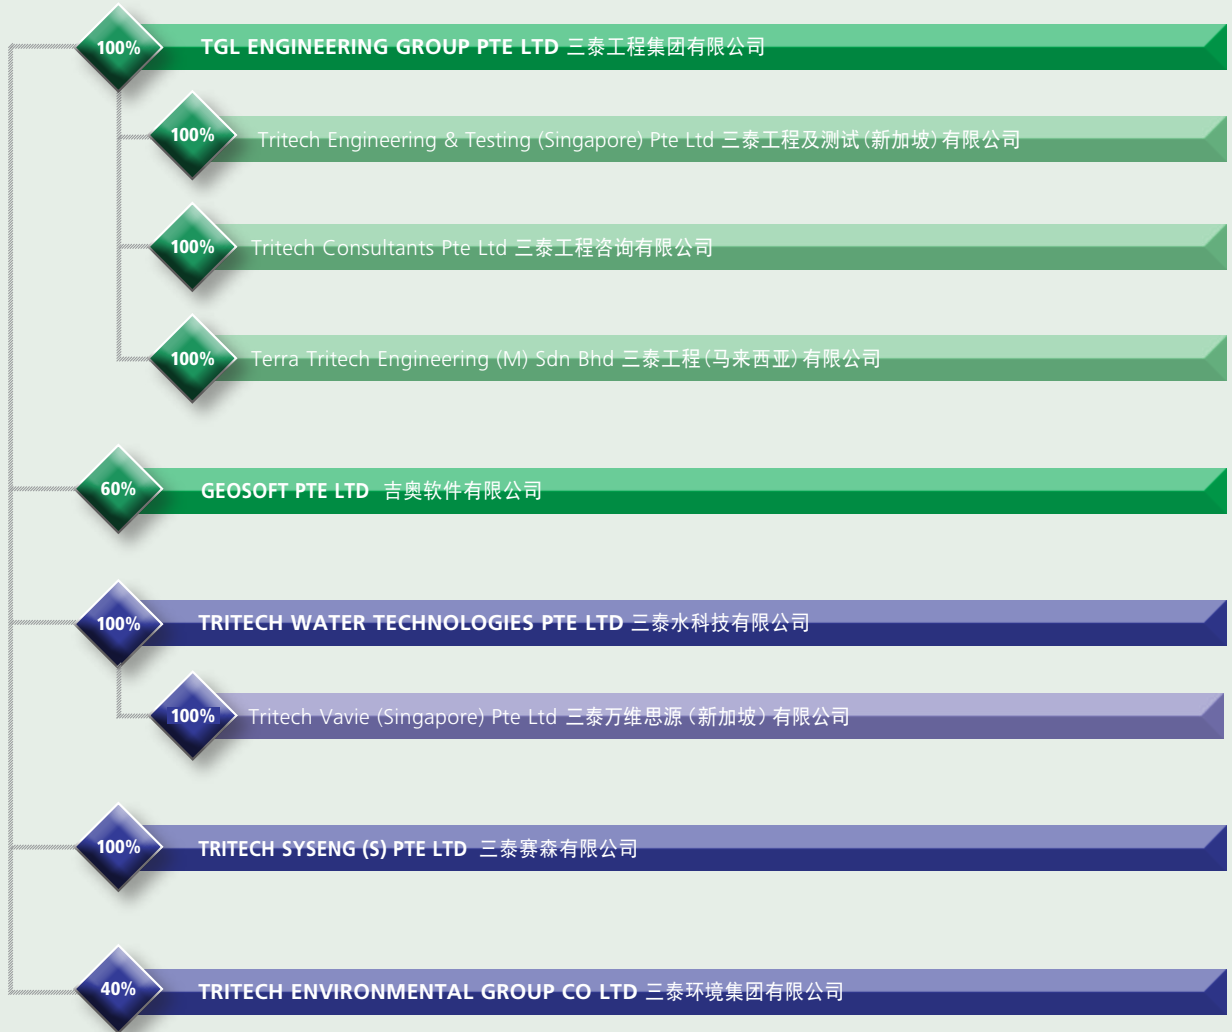 100% TGL ENGINEERING GROUP PTE LTD 三泰工程集团有限公司
100% Tritech Engineering & Testing (Singapore) Pte Ltd 三泰工程及测试(新加坡)有限公司
100% Tritech Consultants Pte Ltd 三泰工程咨询有限公司
100% Terra Tritech Engineering (M) Sdn Bhd 三泰工程(马来西亚)有限公司
60% GEOSOFT PTE LTD 吉奥软件有限公司
100% TRITECH WATER TECHNOLOGIES PTE LTD 三泰水科技有限公司
100% Tritech Vavie (Singapore) Pte Ltd 三泰万维思源(新加坡)有限公司
100% TRITECH SYSENG (S) PTE LTD 三泰赛森有限公司
40% TRITECH ENVIRONMENTAL GROUP CO LTD 三泰环境集团有限公司